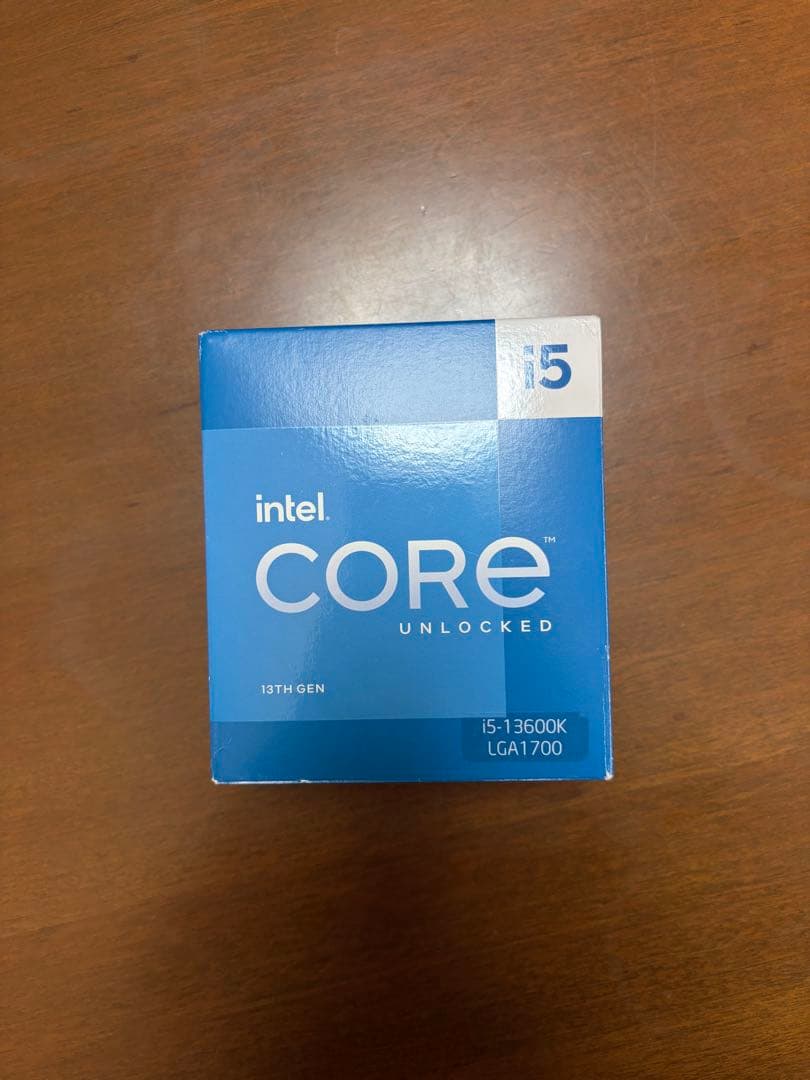 i5
intel.
CORE™
UNLOCKED
13TH GEN
i5-13600K
LGA1700